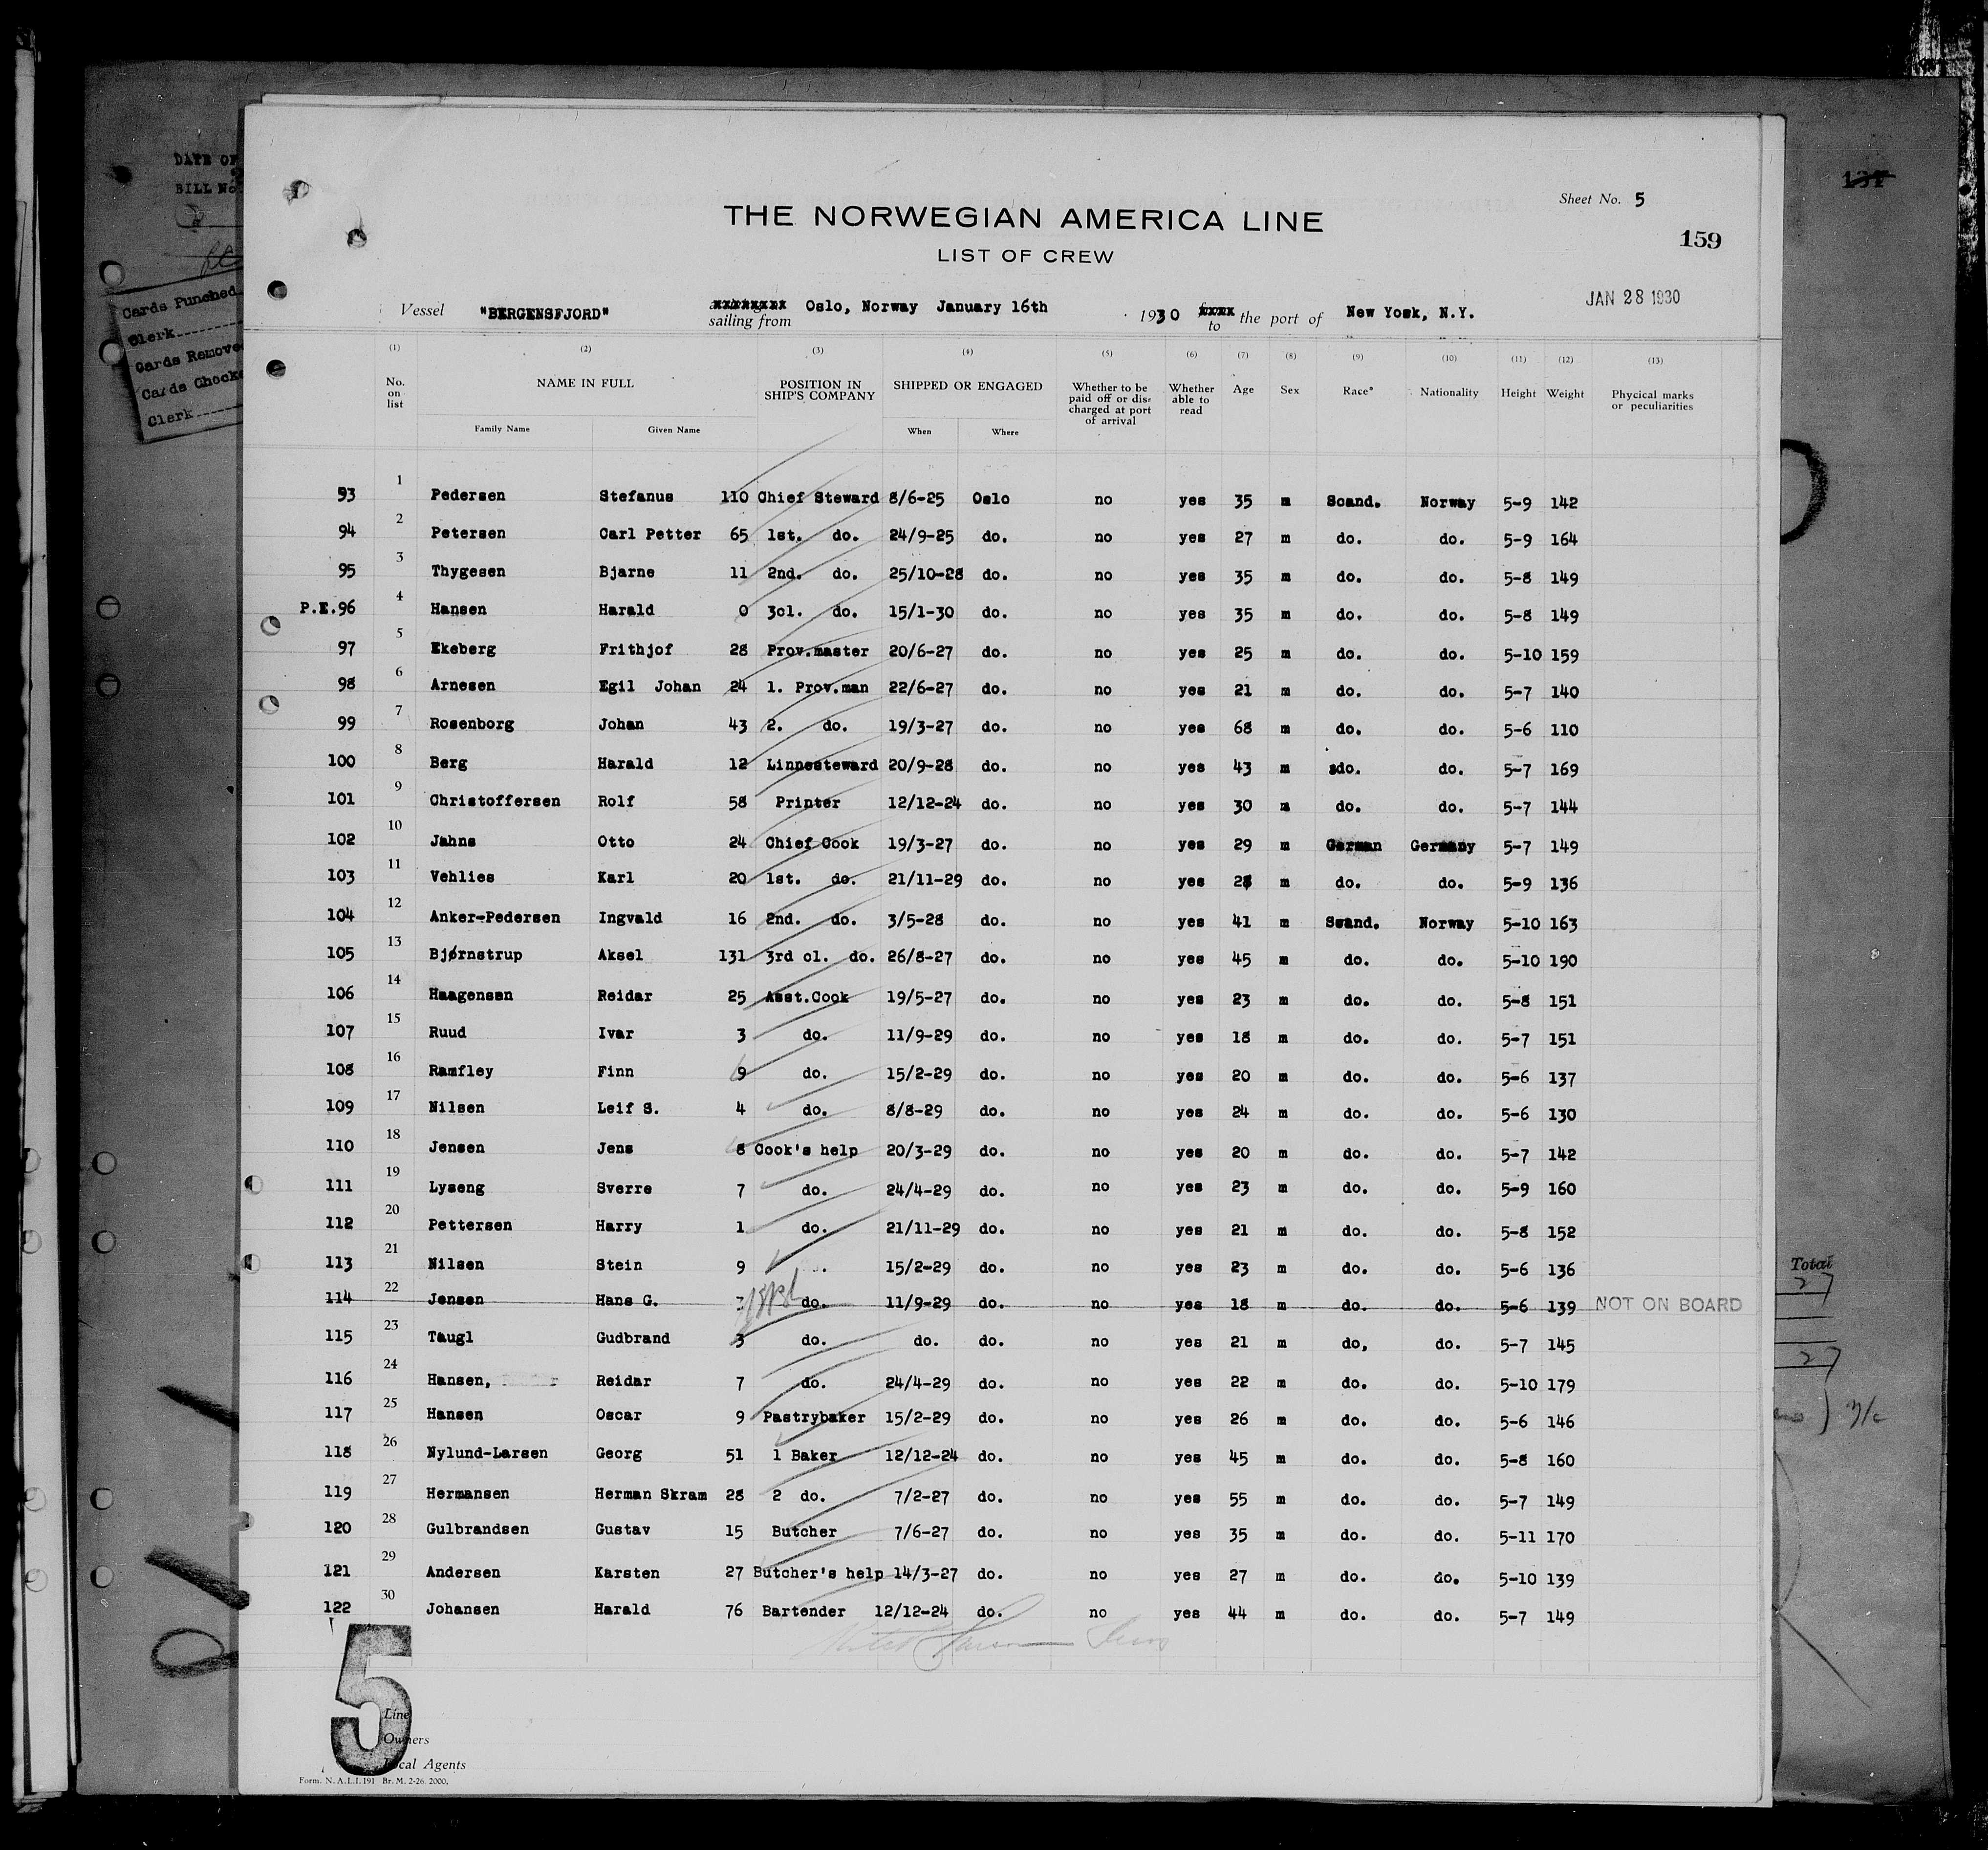 DATE OF
BILL No.
Cards Punched
Clerk
Cards Removed
Cards Checke
Clerk
Sheet No. 5
159
THE NORWEGIAN AMERICA LINE
LIST OF CREW
JAN 28 1930
Vessel "BERGENSFJORD" sailing from Oslo, Norway January 16th 1930 to the port of New Yosk, N.Y.
(1) (2) (3) (4) (5) (6) (7) (8) (9) (10) (11) (12) (13)
No. on list NAME IN FULL POSITION IN SHIP'S COMPANY SHIPPED OR ENGAGED Whether to be paid off or dis-charged at port of arrival Whether able to read Age Sex Race* Nationality Height Weight Phycical marks or peculiarities
Family Name Given Name When Where
93 1 Pedersen Stefanus 110 Chief Steward 8/6-25 Oslo no yes 35 m Scand. Norway 5-9 142
94 2 Petersen Carl Petter 65 1st. do. 24/9-25 do. no yes 27 m do. do. 5-9 164
95 3 Thygesen Bjarne 11 2nd. do. 25/10-28 do. no yes 35 m do. do. 5-8 149
P.E.96 4 Hansen Harald 0 3cl. do. 15/1-30 do. no yes 35 m do. do. 5-8 149
97 5 Ekeberg Frithjof 28 Prov.master 20/6-27 do. no yes 25 m do. do. 5-10 159
98 6 Arnesen Egil Johan 24 1. Prov.man 22/6-27 do. no yes 21 m do. do. 5-7 140
99 7 Rosenborg Johan 43 2. do. 19/3-27 do. no yes 68 m do. do. 5-6 110
100 8 Berg Harald 12 Linnesteward 20/9-28 do. no yes 43 m do. do. 5-7 169
101 9 Christoffersen Rolf 58 Printer 12/12-24 do. no yes 30 m do. do. 5-7 144
102 10 Jahns Otto 24 Chief Cook 19/3-27 do. no yes 29 m German Germany 5-7 149
103 11 Vehlies Karl 20 1st. do. 21/11-29 do. no yes 28 m do. do. 5-9 136
104 12 Anker-Pedersen Ingvald 16 2nd. do. 3/5-28 do. no yes 41 m Scand. Norway 5-10 163
105 13 Bjørnstrup Aksel 131 3rd cl. do. 26/8-27 do. no yes 45 m do. do. 5-10 190
106 14 Haagensen Reidar 25 Asst.Cook 19/5-27 do. no yes 23 m do. do. 5-8 151
107 15 Ruud Ivar 3 do. 11/9-29 do. no yes 18 m do. do. 5-7 151
108 16 Ramfley Finn 9 do. 15/2-29 do. no yes 20 m do. do. 5-6 137
109 17 Nilsen Leif S. 4 do. 8/8-29 do. no yes 24 m do. do. 5-6 130
110 18 Jensen Jens 8 Cook's help 20/3-29 do. no yes 20 m do. do. 5-7 142
111 19 Lyseng Sverre 7 do. 24/4-29 do. no yes 23 m do. do. 5-9 160
112 20 Pettersen Harry 1 do. 21/11-29 do. no yes 21 m do. do. 5-8 152
113 21 Nilsen Stein 9 15/2-29 do. no yes 23 m do. do. 5-6 136
114 22 Jensen Hans G. do. 11/9-29 do. no yes 18 m do. do. 5-6 139 NOT ON BOARD
115 23 Taugl Gudbrand 3 do. do. do. no yes 21 m do, do. 5-7 145
116 24 Hansen, Reidar 7 do. 24/4-29 do. no yes 22 m do. do. 5-10 179
117 25 Hansen Oscar 9 Pastrybaker 15/2-29 do. no yes 26 m do. do. 5-6 146
118 26 Nylund-Larsen Georg 51 1 Baker 12/12-24 do. no yes 45 m do. do. 5-8 160
119 27 Hermansen Herman Skram 28 2 do. 7/2-27 do. no yes 55 m do. do. 5-7 149
120 28 Gulbrandsen Gustav 15 Butcher 7/6-27 do. no yes 35 m do. do. 5-11 170
121 29 Andersen Karsten 27 Butcher's help 14/3-27 do. no yes 27 m do. do. 5-10 139
122 30 Johansen Harald 76 Bartender 12/12-24 do. no yes 44 m do. do. 5-7 149
5
Line
Owners
Local Agents
Form. N. A. L. I. 191 Br. M. 2-26. 2000.
Total
27
27